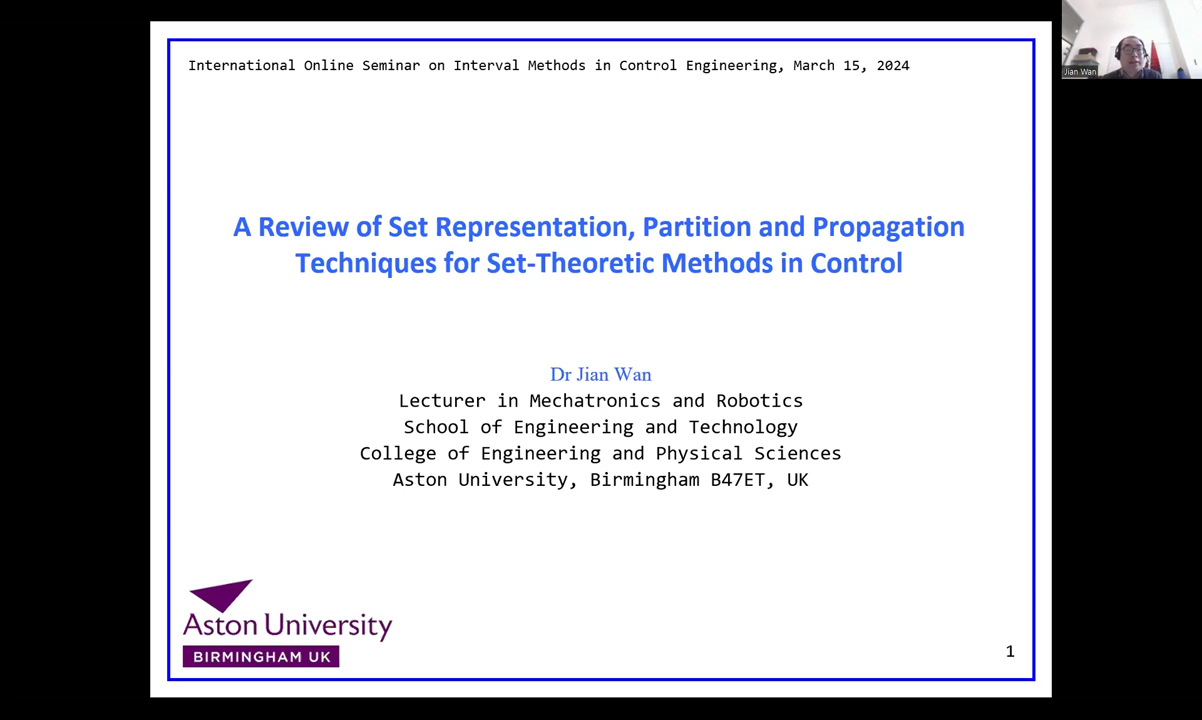 International Online Seminar on Interval Methods in Control Engineering, March 15, 2024
Jian Wan
A Review of Set Representation, Partition and Propagation
Techniques for Set-Theoretic Methods in Control
Dr Jian Wan
Lecturer in Mechatronics and Robotics
School of Engineering and Technology
College of Engineering and Physical Sciences
Aston University, Birmingham B47ET, UK
Aston University
BIRMINGHAM UK
1